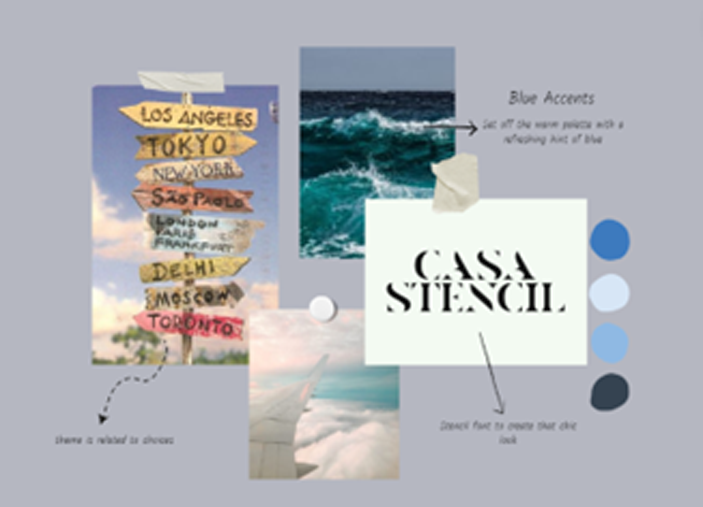 LOS ANGELES
TOKYO
NEW YORK
SÃO PAULO
LONDON
PARIS
FRANKFURT
DELHI
MOSCOW
TORONTO
theme is related to choices
Blue Accents
Set off the warm palette with a
refreshing hint of blue
CASA
STENCIL
Stencil font to create that chic
look